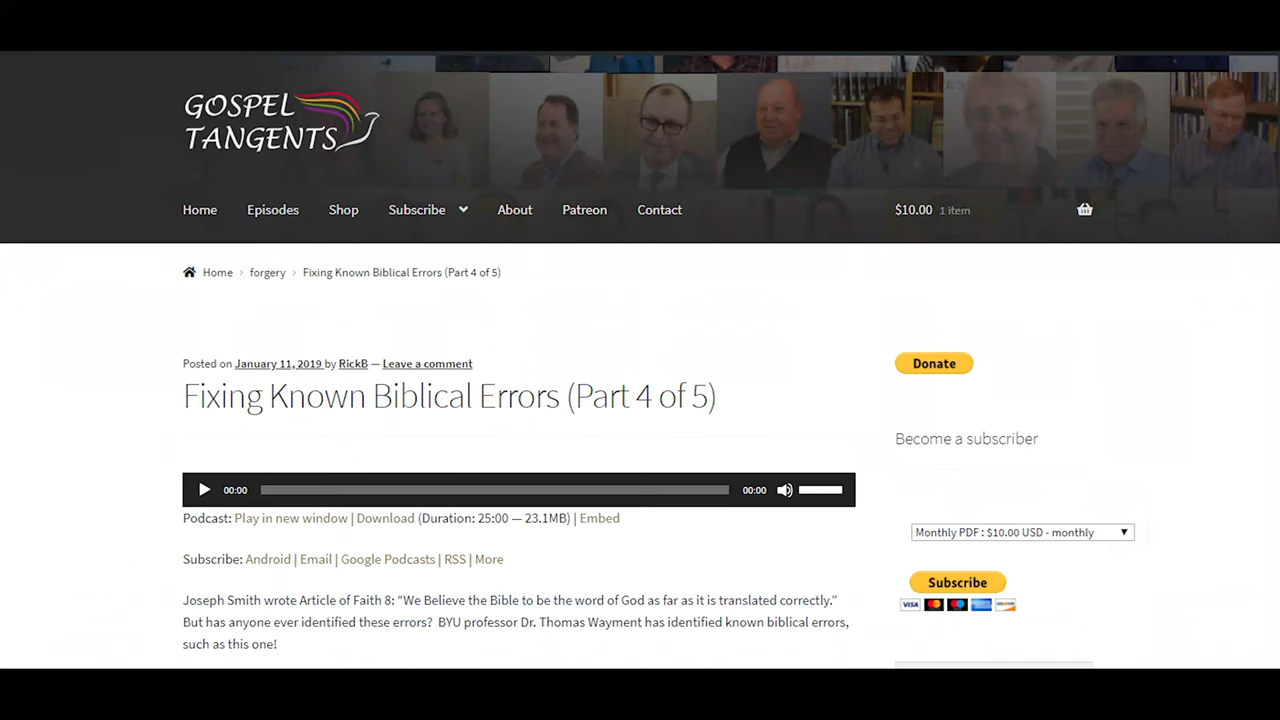 GOSPEL
TANGENTS
Home Episodes Shop Subscribe About Patreon Contact $10.00 1 item
Home › forgery › Fixing Known Biblical Errors (Part 4 of 5)
Posted on January 11, 2019 by RickB — Leave a comment
Donate
Fixing Known Biblical Errors (Part 4 of 5)
Become a subscriber
00:00 00:00
Podcast: Play in new window | Download (Duration: 25:00 — 23.1MB) | Embed
Monthly PDF : $10.00 USD - monthly
Subscribe: Android | Email | Google Podcasts | RSS | More
Subscribe
VISA DISCOVER
Joseph Smith wrote Article of Faith 8: “We Believe the Bible to be the word of God as far as it is translated correctly.”
But has anyone ever identified these errors? BYU professor Dr. Thomas Wayment has identified known biblical errors,
such as this one!